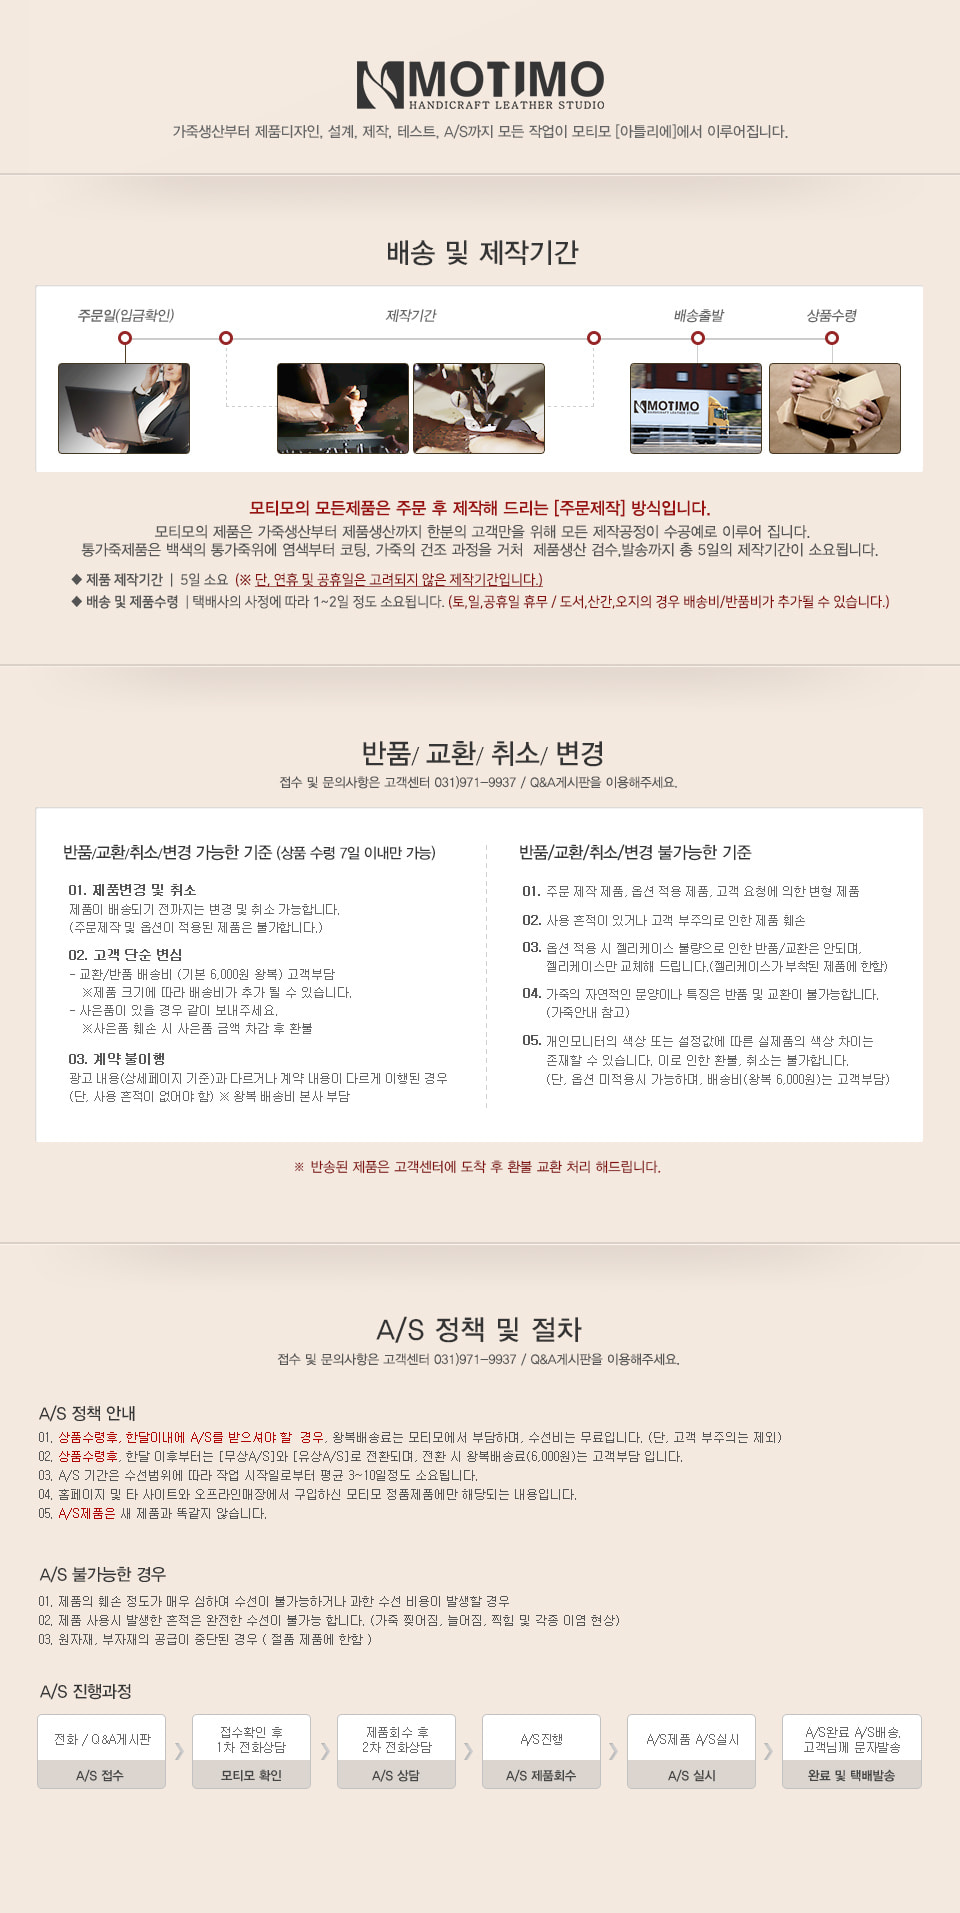 MOTIMO
HANDICRAFT LEATHER STUDIO
가죽생산부터 제품디자인, 설계, 제작, 테스트, A/S까지 모든 작업이 모티모 [아틀리에]에서 이루어집니다.
배송 및 제작기간
주문일(입금확인)
제작기간
배송출발
상품수령
MOTIMO
HANDICRAFT LEATHER STUDIO
모티모의 모든제품은 주문 후 제작해 드리는 [주문제작] 방식입니다.
모티모의 제품은 가죽생산부터 제품생산까지 한분의 고객만을 위해 모든 제작공정이 수공예로 이루어 집니다.
통가죽제품은 백색의 통가죽위에 염색부터 코팅, 가죽의 건조 과정을 거쳐 제품생산 검수,발송까지 총 5일의 제작기간이 소요됩니다.
◆ 제품 제작기간 | 5일 소요 (※ 단, 연휴 및 공휴일은 고려되지 않은 제작기간입니다.)
◆ 배송 및 제품수령 | 택배사의 사정에 따라 1~2일 정도 소요됩니다. (토,일,공휴일 휴무 / 도서,산간,오지의 경우 배송비/반품비가 추가될 수 있습니다.)
반품/ 교환/ 취소/ 변경
접수 및 문의사항은 고객센터 031)971-9937 / Q&A게시판을 이용해주세요.
반품/교환/취소/변경 가능한 기준 (상품 수령 7일 이내만 가능)
01. 제품변경 및 취소
제품이 배송되기 전까지는 변경 및 취소 가능합니다.
(주문제작 및 옵션이 적용된 제품은 불가합니다.)
02. 고객 단순 변심
- 교환/반품 배송비 (기본 6,000원 왕복) 고객부담
※제품 크기에 따라 배송비가 추가 될 수 있습니다.
- 사은품이 있을 경우 같이 보내주세요.
※사은품 훼손 시 사은품 금액 차감 후 환불
03. 계약 불이행
광고 내용(상세페이지 기준)과 다르거나 계약 내용이 다르게 이행된 경우
(단, 사용 흔적이 없어야 함) ※ 왕복 배송비 본사 부담
반품/교환/취소/변경 불가능한 기준
01. 주문 제작 제품, 옵션 적용 제품, 고객 요청에 의한 변형 제품
02. 사용 흔적이 있거나 고객 부주의로 인한 제품 훼손
03. 옵션 적용 시 젤리케이스 불량으로 인한 반품/교환은 안되며,
젤리케이스만 교체해 드립니다.(젤리케이스가 부착된 제품에 한함)
04. 가죽의 자연적인 문양이나 특징은 반품 및 교환이 불가능합니다.
(가죽안내 참고)
05. 개인모니터의 색상 또는 설정값에 따른 실제품의 색상 차이는
존재할 수 있습니다. 이로 인한 환불, 취소는 불가합니다.
(단, 옵션 미적용시 가능하며, 배송비(왕복 6,000원)는 고객부담)
※ 반송된 제품은 고객센터에 도착 후 환불 교환 처리 해드립니다.
A/S 정책 및 절차
접수 및 문의사항은 고객센터 031)971-9937 / Q&A게시판을 이용해주세요.
A/S 정책 안내
01. 상품수령후, 한달이내에 A/S를 받으셔야 할 경우, 왕복배송료는 모티모에서 부담하며, 수선비는 무료입니다. (단, 고객 부주의는 제외)
02. 상품수령후, 한달 이후부터는 [무상A/S]와 [유상A/S]로 전환되며, 전환 시 왕복배송료(6,000원)는 고객부담 입니다.
03. A/S 기간은 수선범위에 따라 작업 시작일로부터 평균 3~10일정도 소요됩니다.
04. 홈페이지 및 타 사이트와 오프라인매장에서 구입하신 모티모 정품제품에만 해당되는 내용입니다.
05. A/S제품은 새 제품과 똑같지 않습니다.
A/S 불가능한 경우
01. 제품의 훼손 정도가 매우 심하여 수선이 불가능하거나 과한 수선 비용이 발생할 경우
02. 제품 사용시 발생한 흔적은 완전한 수선이 불가능 합니다. (가죽 찢어짐, 늘어짐, 찍힘 및 각종 이염 현상)
03. 원자재, 부자재의 공급이 중단된 경우 ( 절품 제품에 한함 )
A/S 진행과정
전화 / Q&A게시판
A/S 접수
접수확인 후
1차 전화상담
모티모 확인
제품회수 후
2차 전화상담
A/S 상담
A/S진행
A/S 제품회수
A/S제품 A/S실시
A/S 실시
A/S완료 A/S배송,
고객님께 문자발송
완료 및 택배발송